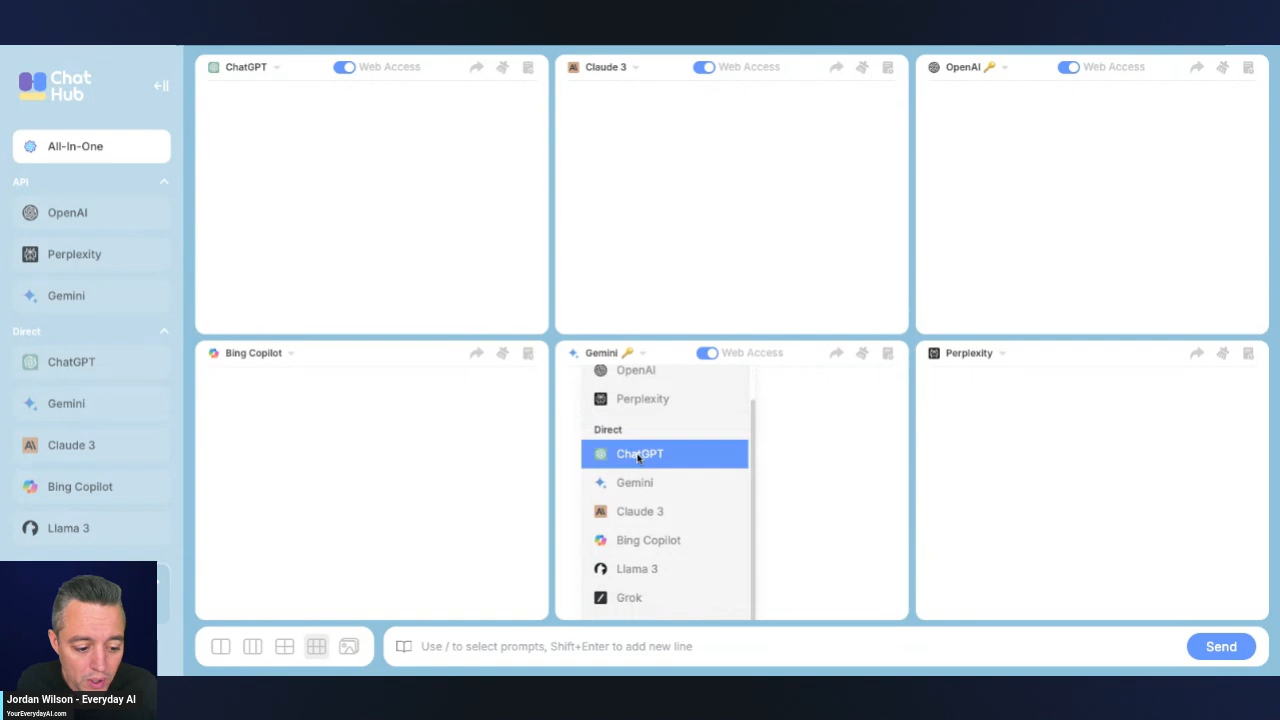 Chat
Hub
All-In-One
API
OpenAI
Perplexity
Gemini
Direct
ChatGPT
Gemini
Claude 3
Bing Copilot
Llama 3
ChatGPT
Web Access
Claude 3
Web Access
OpenAI
Web Access
Bing Copilot
Gemini
Web Access
OpenAI
Perplexity
Direct
ChatGPT
Gemini
Claude 3
Bing Copilot
Llama 3
Grok
Perplexity
Use / to select prompts, Shift+Enter to add new line
Send
Jordan Wilson - Everyday AI
YourEverydayAI.com